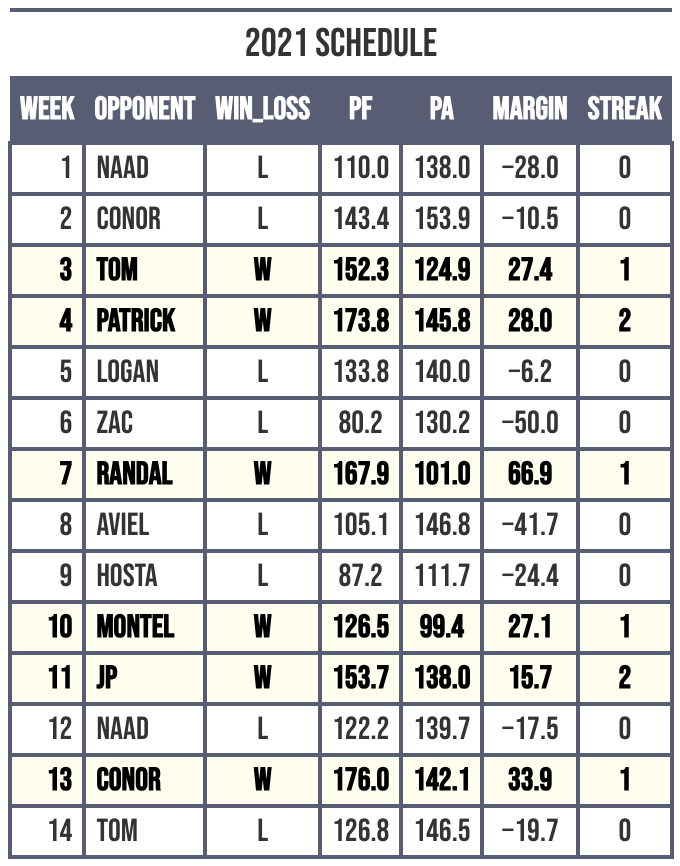 2021 SCHEDULE
WEEK OPPONENT WIN_LOSS PF PA MARGIN STREAK
1 NAAD L 110.0 138.0 −28.0 0
2 CONOR L 143.4 153.9 −10.5 0
3 TOM W 152.3 124.9 27.4 1
4 PATRICK W 173.8 145.8 28.0 2
5 LOGAN L 133.8 140.0 −6.2 0
6 ZAC L 80.2 130.2 −50.0 0
7 RANDAL W 167.9 101.0 66.9 1
8 AVIEL L 105.1 146.8 −41.7 0
9 HOSTA L 87.2 111.7 −24.4 0
10 MONTEL W 126.5 99.4 27.1 1
11 JP W 153.7 138.0 15.7 2
12 NAAD L 122.2 139.7 −17.5 0
13 CONOR W 176.0 142.1 33.9 1
14 TOM L 126.8 146.5 −19.7 0